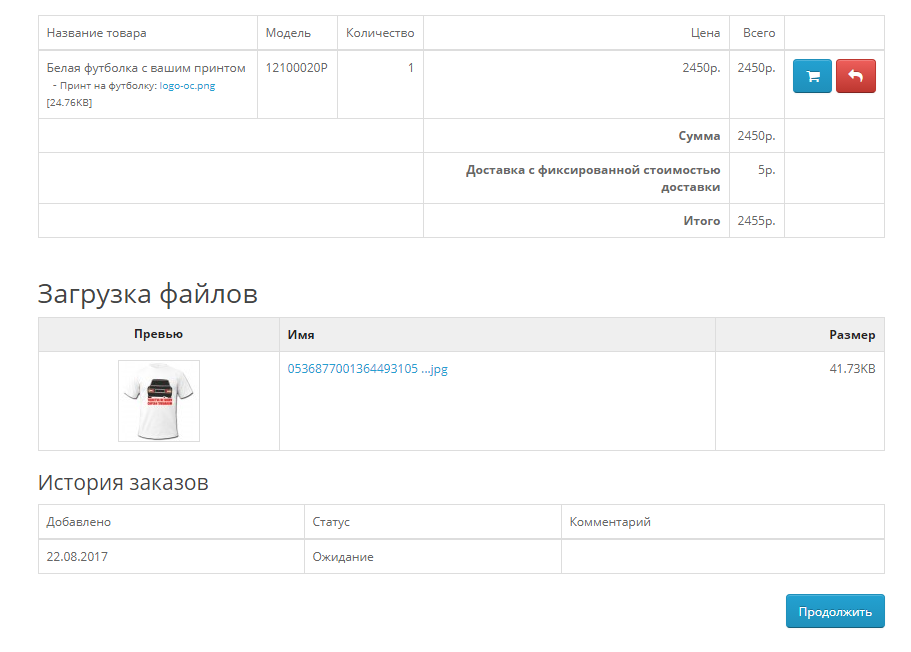 Название товара Модель Количество Цена Всего
Белая футболка с вашим принтом 12100020P 1 2450р. 2450р.
- Принт на футболку: logo-oc.png
[24.76KB]
Сумма 2450р.
Доставка с фиксированной стоимостью 5р.
доставки
Итого 2455р.
Загрузка файлов
Превью Имя Размер
0536877001364493105 ...jpg 41.73KB
История заказов
Добавлено Статус Комментарий
22.08.2017 Ожидание
Продолжить